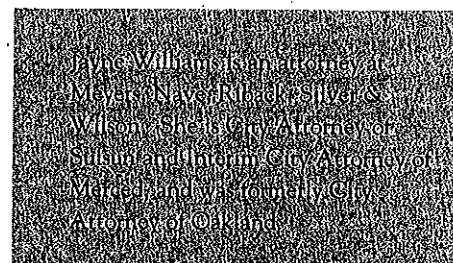 Jayne Williams is an attorney at
Meyers, Nave, Riback, Silver &
Wilson. She is City Attorney of
Suisun and Interim City Attorney of
Merced, and was formerly City
Attorney of Oakland.